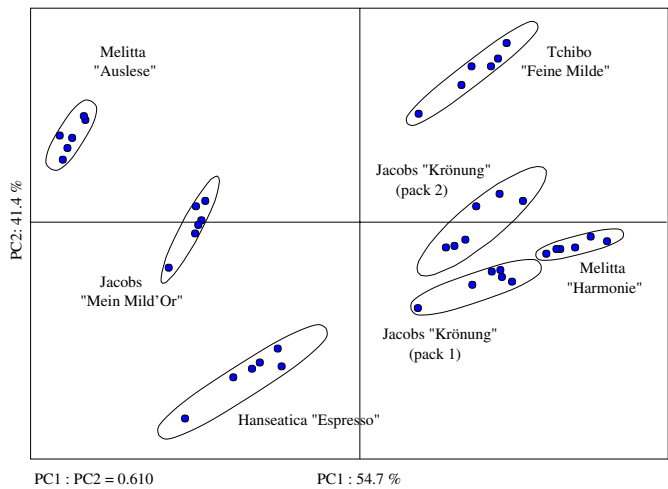 Melitta
"Auslese"
Tchibo
"Feine Milde"
Jacobs "Krönung"
(pack 2)
PC2: 41.4 %
Jacobs
"Mein Mild'Or"
Melitta
"Harmonie"
Jacobs "Krönung"
(pack 1)
Hanseatica "Espresso"
PC1 : PC2 = 0.610
PC1 : 54.7 %